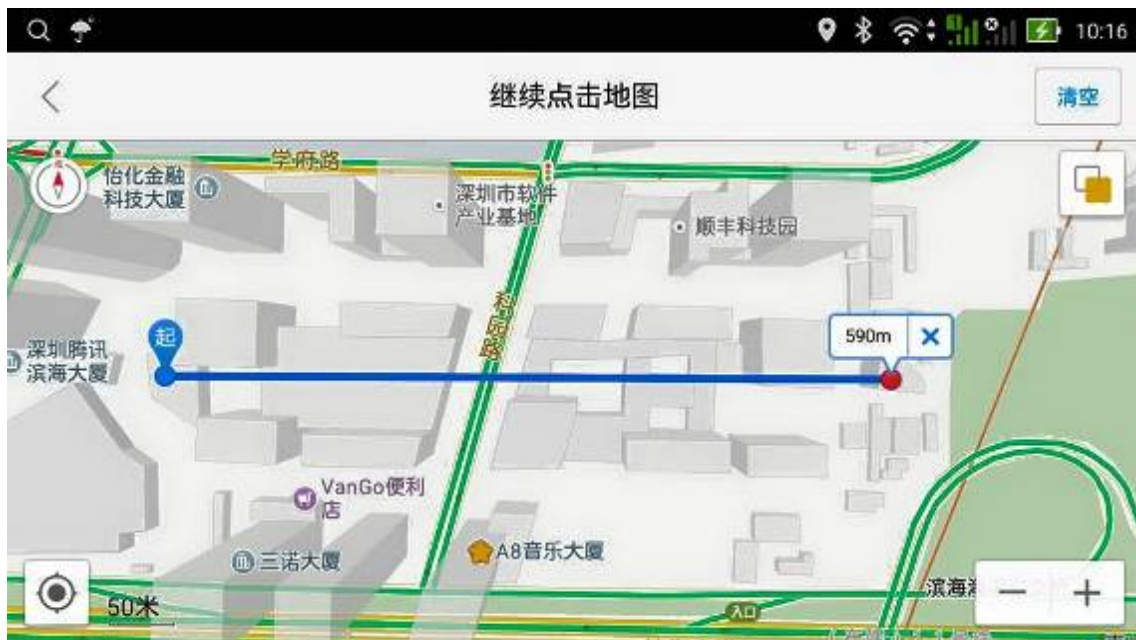 10:16
继续点击地图
清空
学府路
怡化金融
科技大厦
深圳市软件
产业基地
顺丰科技园
科园路
起
590m
深圳腾讯
滨海大厦
VanGo便利
店
三诺大厦
A8音乐大厦
50米
入口
滨海